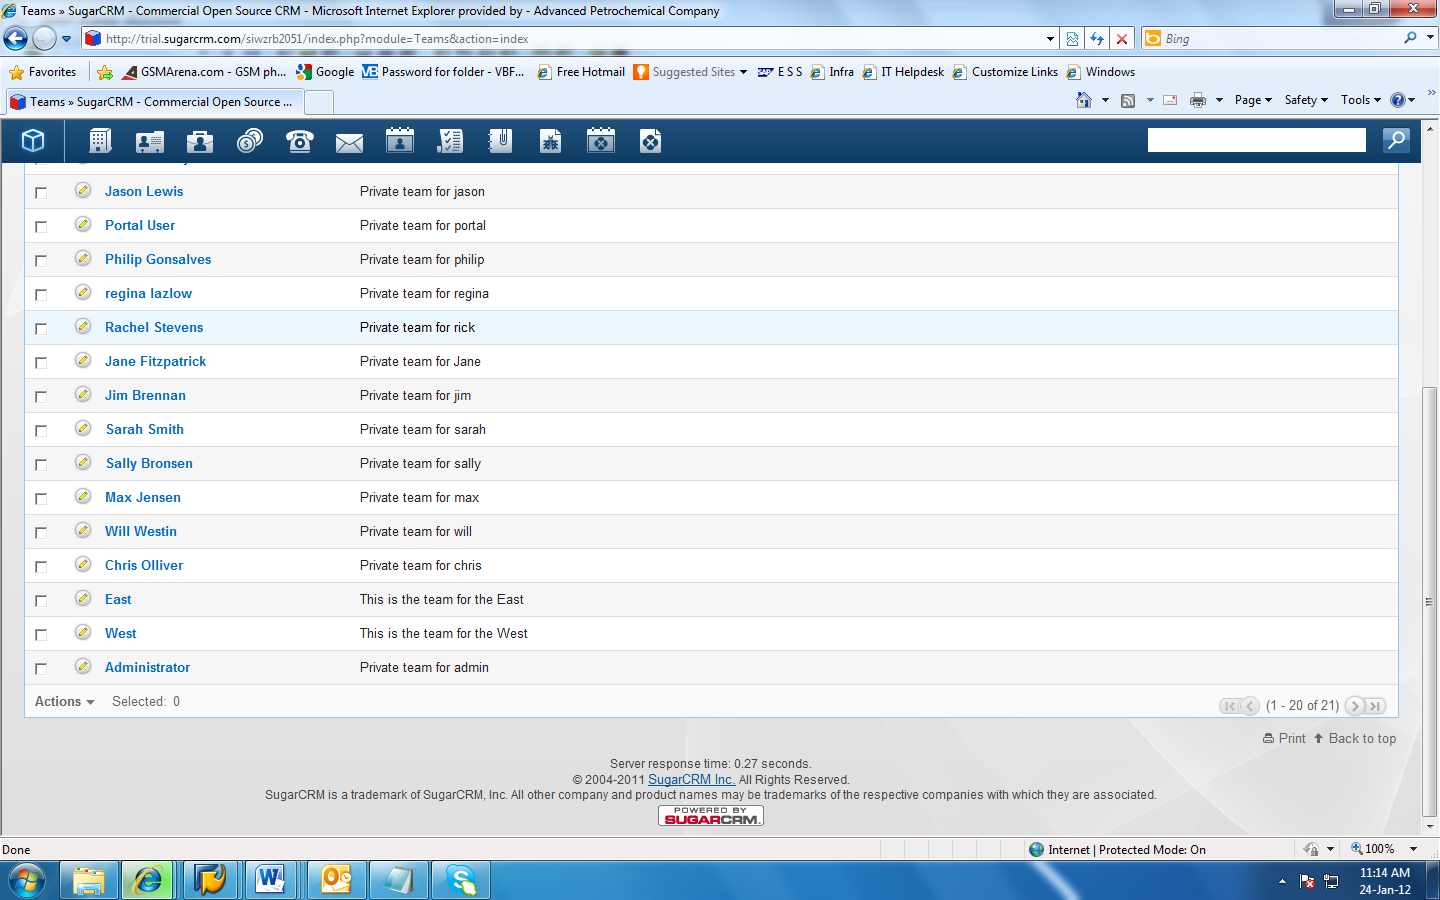 Teams » SugarCRM - Commercial Open Source CRM - Microsoft Internet Explorer provided by - Advanced Petrochemical Company
http://trial.sugarcrm.com/siwzrb2051/index.php?module=Teams&action=index
Bing
Favorites GSMArena.com - GSM ph... Google Password for folder - VBF... Free Hotmail Suggested Sites E S S Infra IT Helpdesk Customize Links Windows
Teams » SugarCRM - Commercial Open Source ... Page Safety Tools
Jason Lewis Private team for jason
Portal User Private team for portal
Philip Gonsalves Private team for philip
regina lazlow Private team for regina
Rachel Stevens Private team for rick
Jane Fitzpatrick Private team for Jane
Jim Brennan Private team for jim
Sarah Smith Private team for sarah
Sally Bronsen Private team for sally
Max Jensen Private team for max
Will Westin Private team for will
Chris Olliver Private team for chris
East This is the team for the East
West This is the team for the West
Administrator Private team for admin
Actions Selected: 0 (1 - 20 of 21)
Print Back to top
Server response time: 0.27 seconds.
© 2004-2011 SugarCRM Inc. All Rights Reserved.
SugarCRM is a trademark of SugarCRM, Inc. All other company and product names may be trademarks of the respective companies with which they are associated.
POWERED BY
SUGARCRM.
Done Internet | Protected Mode: On 100%
11:14 AM
24-Jan-12